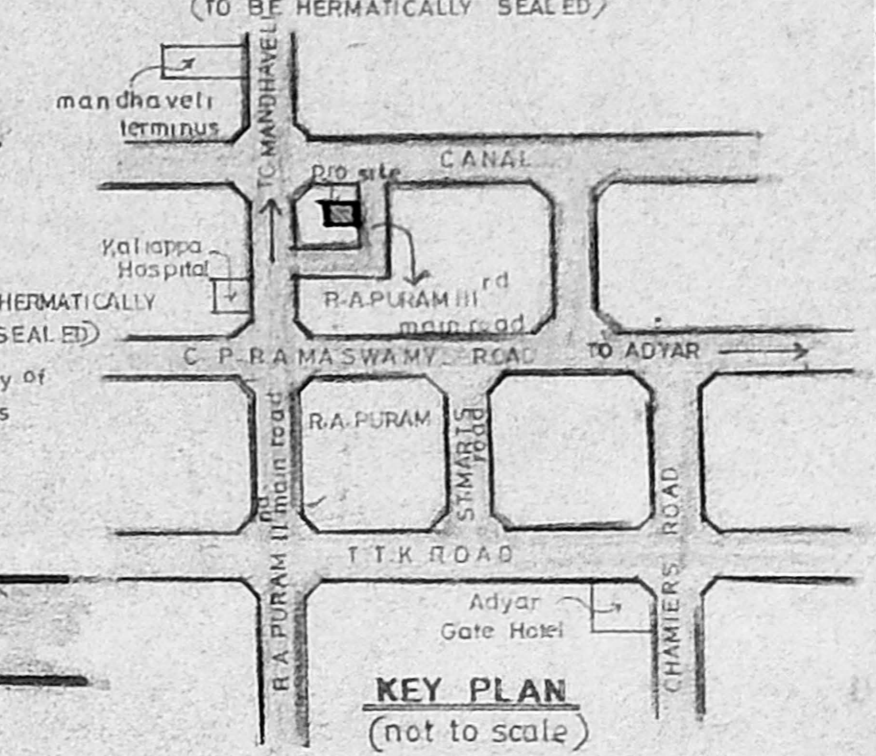 (TO BE HERMATICALLY SEALED)
TO MANDHAVELI
mandhaveli
terminus
CANAL
pro site
Kaliappa
Hospital
HERMATICALLY
SEALED)
R.A.PURAM III rd
main road
C P RAMASWAMY ROAD
TO ADYAR
y of
s
R.A. PURAM
ST.MARIS
road
R.A.PURAM II nd main road
T.T.K ROAD
CHAMIERS ROAD
Adyar
Gate Hotel
KEY PLAN
(not to scale)